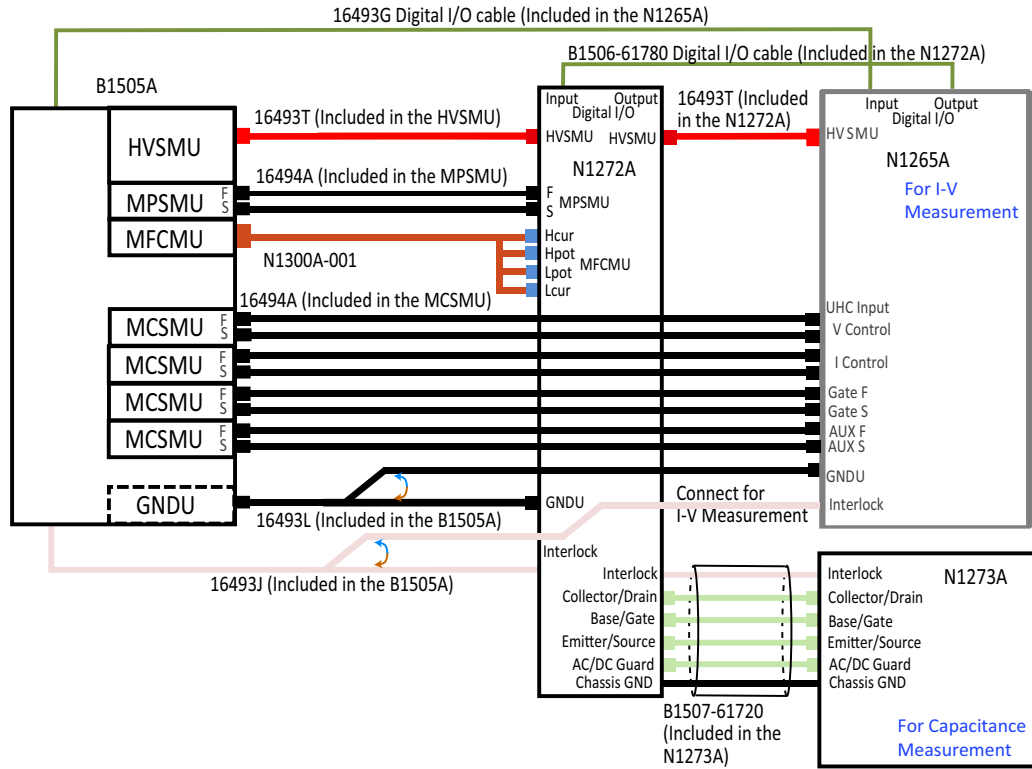 16493G Digital I/O cable (Included in the N1265A)
B1506-61780 Digital I/O cable (Included in the N1272A)
B1505A
16493T (Included in the HVSMU)
16493T (Included
in the N1272A)
Input Output
Digital I/O
Input Output
Digital I/O
HVSMU
HVSMU HVSMU
HVSMU
N1272A
N1265A
For I-V
Measurement
16494A (Included in the MPSMU)
MPSMU F
S
F
S
MPSMU
MFCMU
N1300A-001
Hcur
Hpot
Lpot
Lcur
MFCMU
16494A (Included in the MCSMU)
MCSMU F
S
MCSMU F
S
MCSMU F
S
MCSMU F
S
UHC Input
V Control
I Control
Gate F
Gate S
AUX F
AUX S
GNDU
Interlock
GNDU
GNDU
Connect for
I-V Measurement
16493L (Included in the B1505A)
Interlock
16493J (Included in the B1505A)
Interlock
Collector/Drain
Base/Gate
Emitter/Source
AC/DC Guard
Chassis GND
Interlock
N1273A
Collector/Drain
Base/Gate
Emitter/Source
AC/DC Guard
Chassis GND
B1507-61720
(Included in the
N1273A)
For Capacitance
Measurement